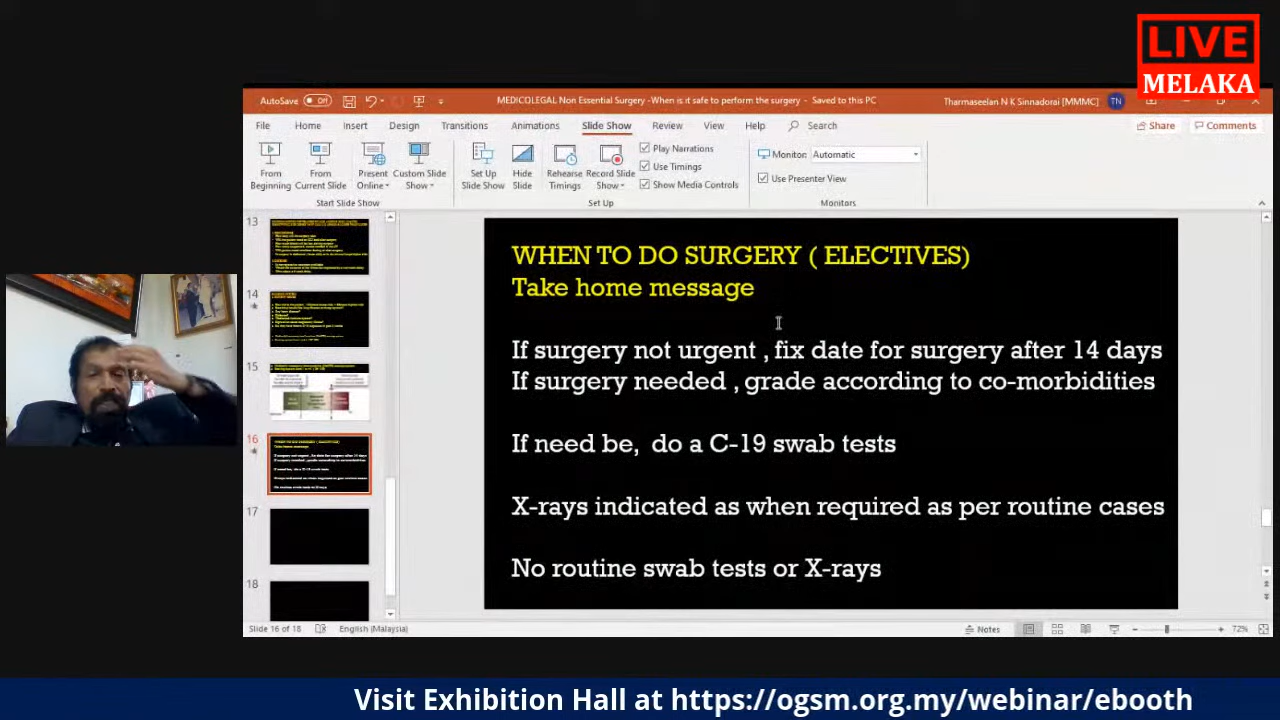 LIVE
MELAKA
AutoSave Off
MEDICOLEGAL Non Essential Surgery -When is it safe to perform the surgery - Saved to this PC
Tharmaseelan N K Sinnadorai [MMMC] TN
File Home Insert Design Transitions Animations Slide Show Review View Help Search
Share Comments
From Beginning
From Current Slide
Present Online
Custom Slide Show
Start Slide Show
Set Up Slide Show
Hide Slide
Rehearse Timings
Record Slide Show
Play Narrations
Use Timings
Show Media Controls
Set Up
Monitor: Automatic
Use Presenter View
Monitors
13
14
15
16
17
18
WHEN TO DO SURGERY ( ELECTIVES)
Take home message
If surgery not urgent , fix date for surgery after 14 days
If surgery needed , grade according to co-morbidities
If need be, do a C-19 swab tests
X-rays indicated as when required as per routine cases
No routine swab tests or X-rays
Slide 16 of 18 English (Malaysia) Notes 72%
Visit Exhibition Hall at https://ogsm.org.my/webinar/ebooth